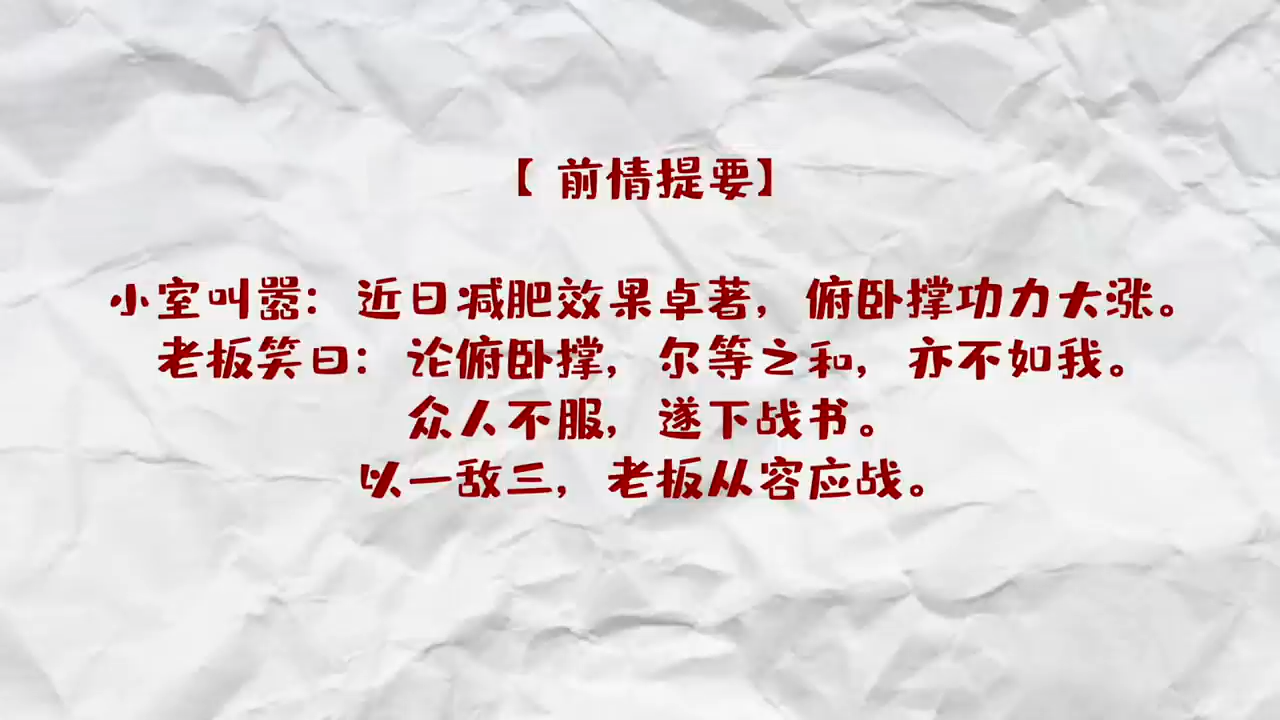 【 前情提要】
小室叫嚣：近日减肥效果卓著，俯卧撑功力大涨。
老板笑曰：论俯卧撑，尔等之和，亦不如我。
众人不服，遂下战书。
以一敌三，老板从容应战。